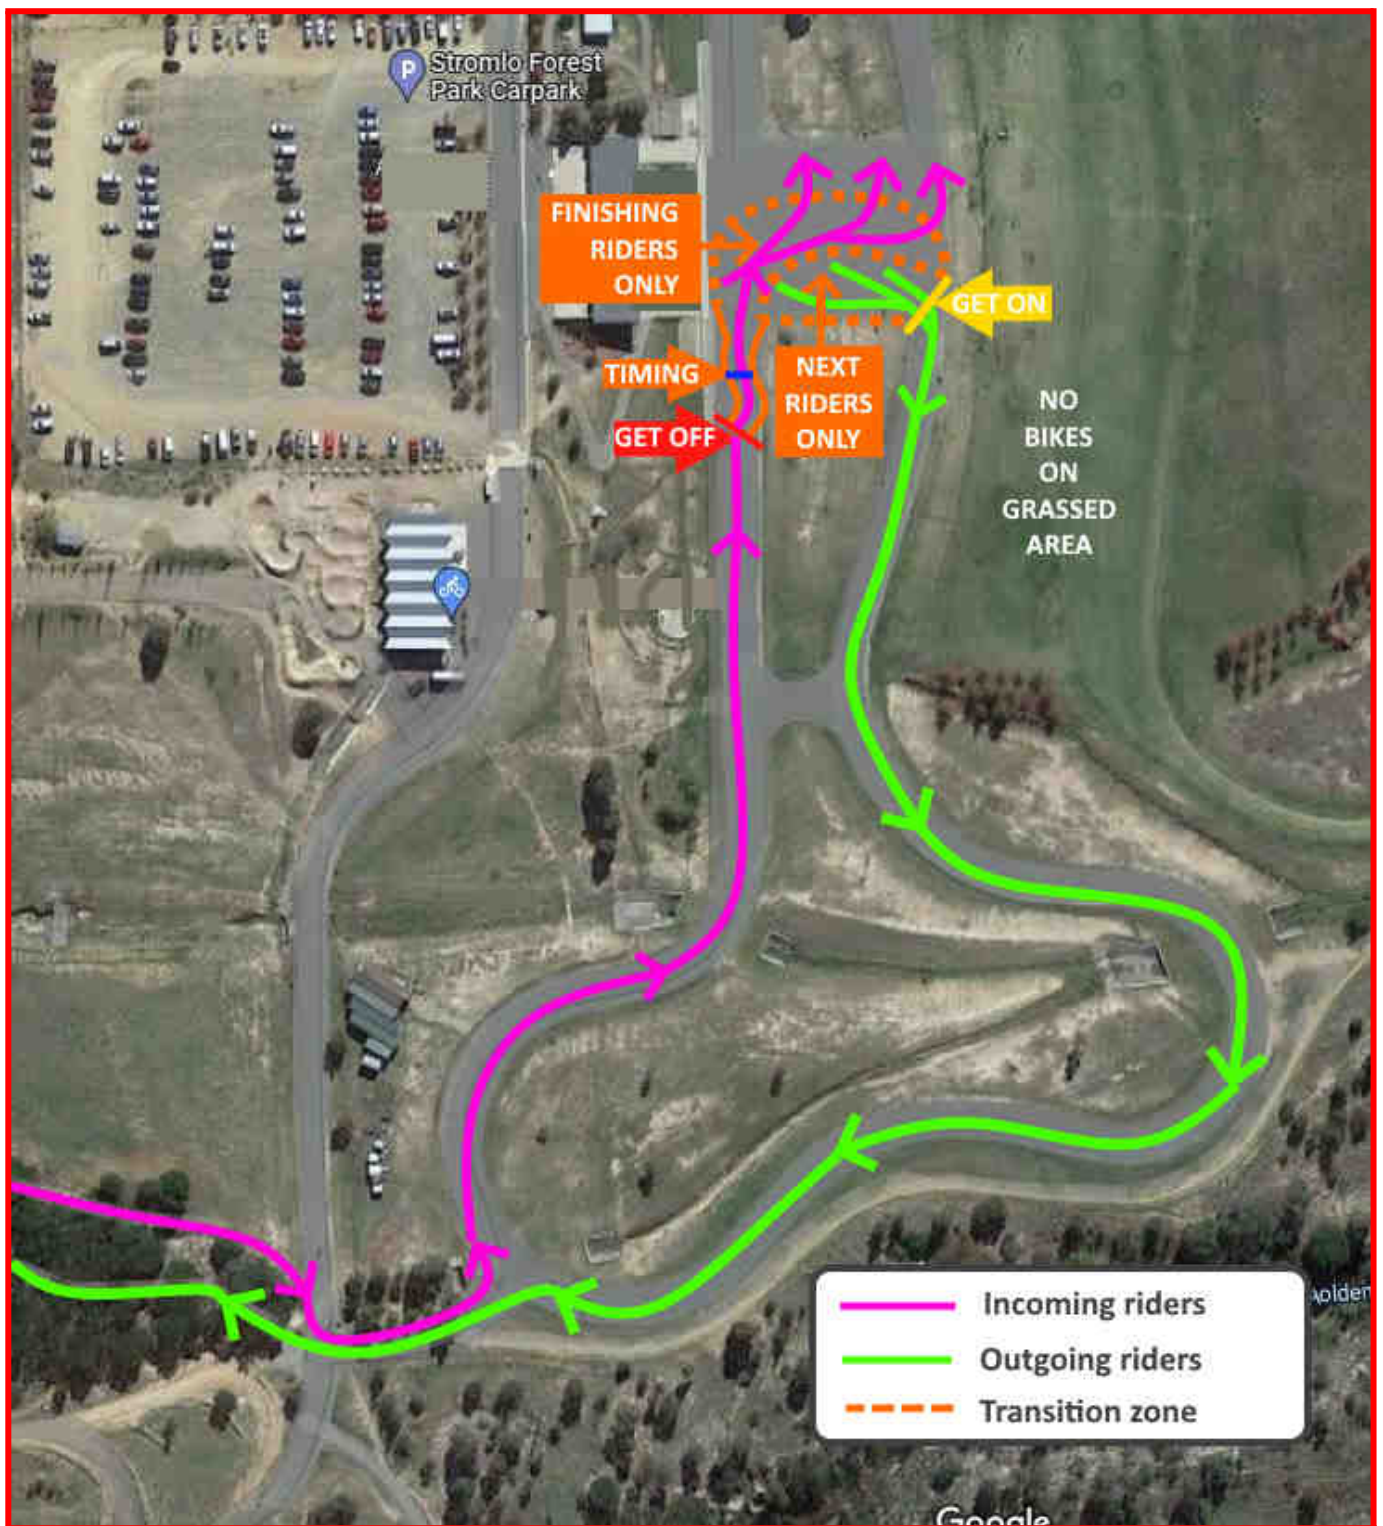 Stromlo Forest
Park Carpark
FINISHING
RIDERS
ONLY
GET ON
TIMING
NEXT
RIDERS
ONLY
GET OFF
NO
BIKES
ON
GRASSED
AREA
Incoming riders
Outgoing riders
Transition zone
Google